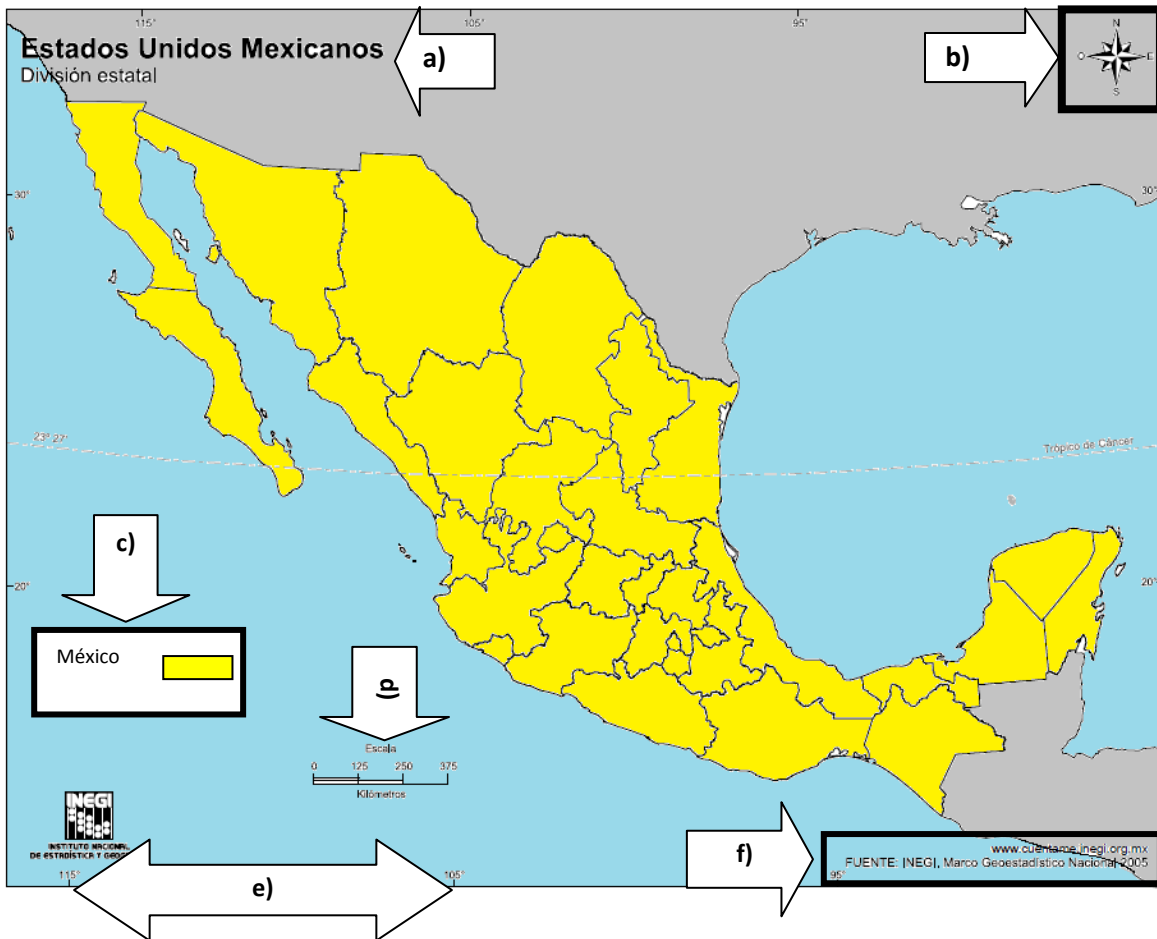 115° 105° 95°
Estados Unidos Mexicanos
División estatal
a)
b)
N
O E
S
30° 30°
23° 27'
Trópico de Cáncer
c)
20° 20°
México
d)
Escala
0 125 250 375
Kilómetros
INEGI
INSTITUTO NACIONAL
DE ESTADÍSTICA Y
e)
f)
www.cuentame.inegi.org.mx
FUENTE: INEGI, Marco Geoestadístico Nacional 2005
115° 105° 95°